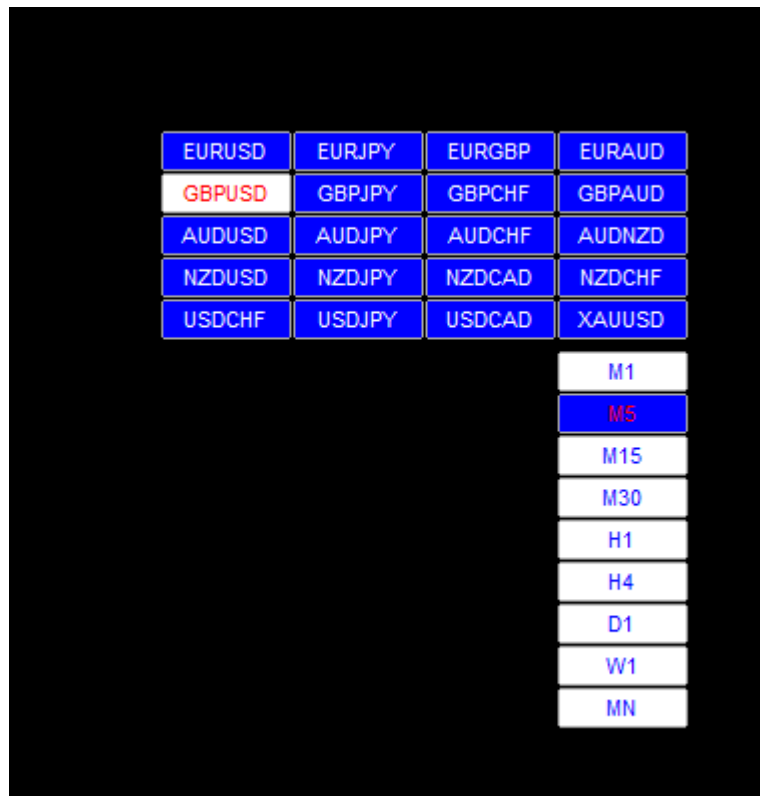 EURUSD EURJPY EURGBP EURAUD
GBPUSD GBPJPY GBPCHF GBPAUD
AUDUSD AUDJPY AUDCHF AUDNZD
NZDUSD NZDJPY NZDCAD NZDCHF
USDCHF USDJPY USDCAD XAUUSD
M1
M5
M15
M30
H1
H4
D1
W1
MN